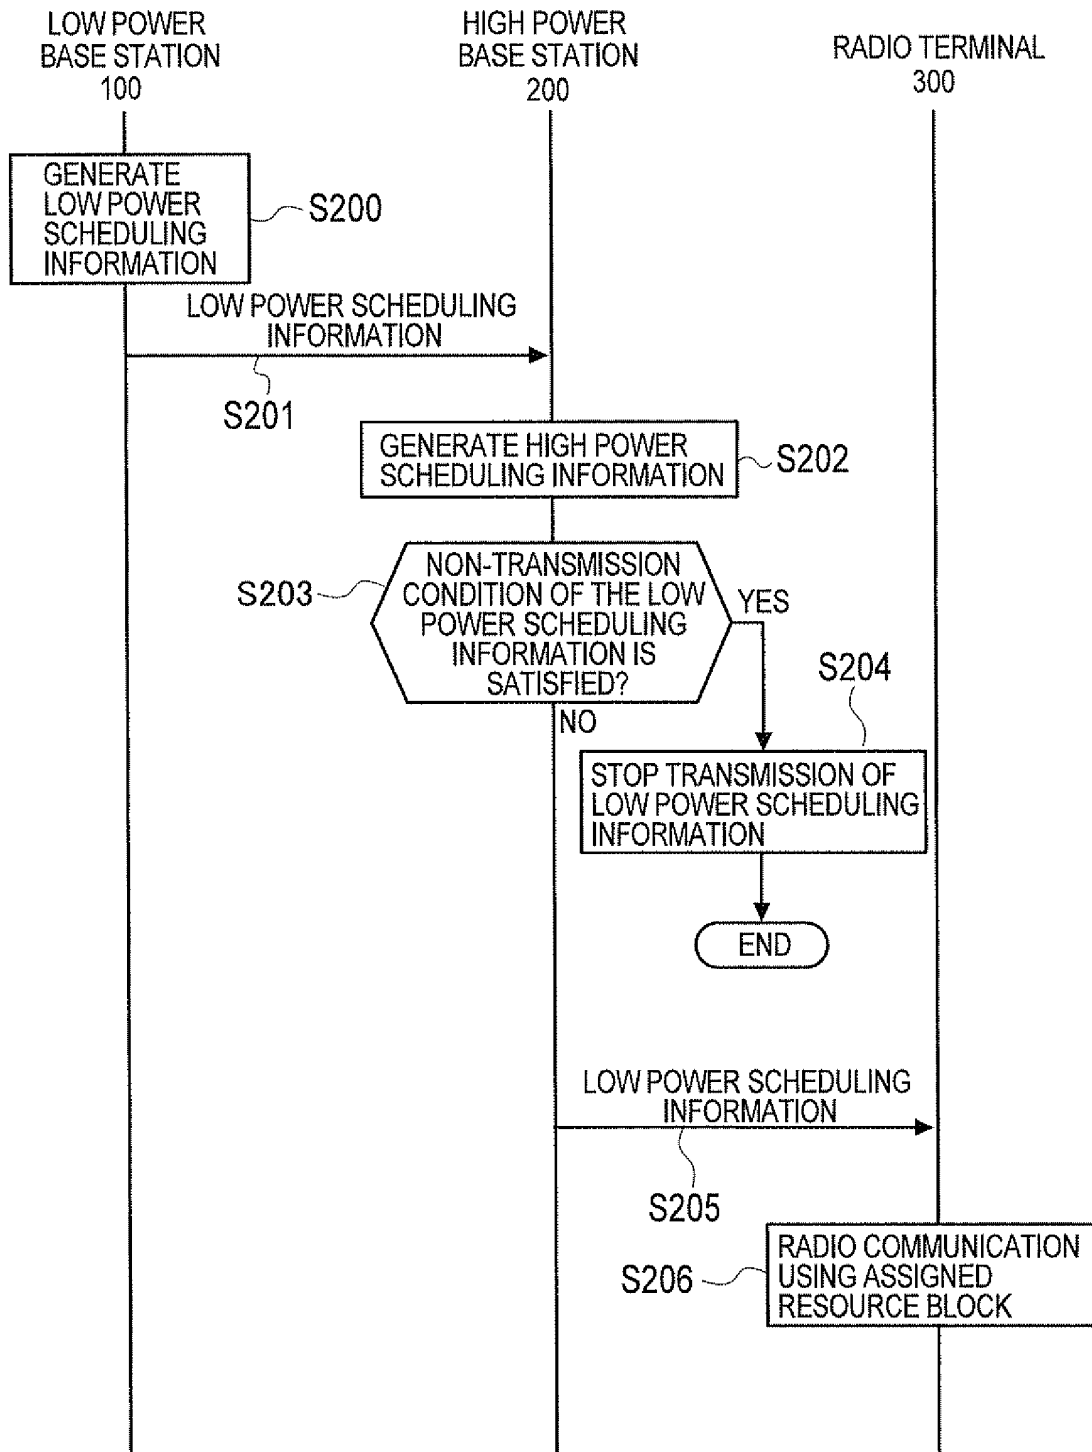 LOW POWER
BASE STATION
100
HIGH POWER
BASE STATION
200
RADIO TERMINAL
300
GENERATE
LOW POWER
SCHEDULING
INFORMATION
S200
LOW POWER SCHEDULING
INFORMATION
S201
GENERATE HIGH POWER
SCHEDULING INFORMATION
S202
S203
NON-TRANSMISSION
CONDITION OF THE LOW
POWER SCHEDULING
INFORMATION IS
SATISFIED?
YES
NO
S204
STOP TRANSMISSION OF
LOW POWER SCHEDULING
INFORMATION
END
LOW POWER SCHEDULING
INFORMATION
S205
S206
RADIO COMMUNICATION
USING ASSIGNED
RESOURCE BLOCK